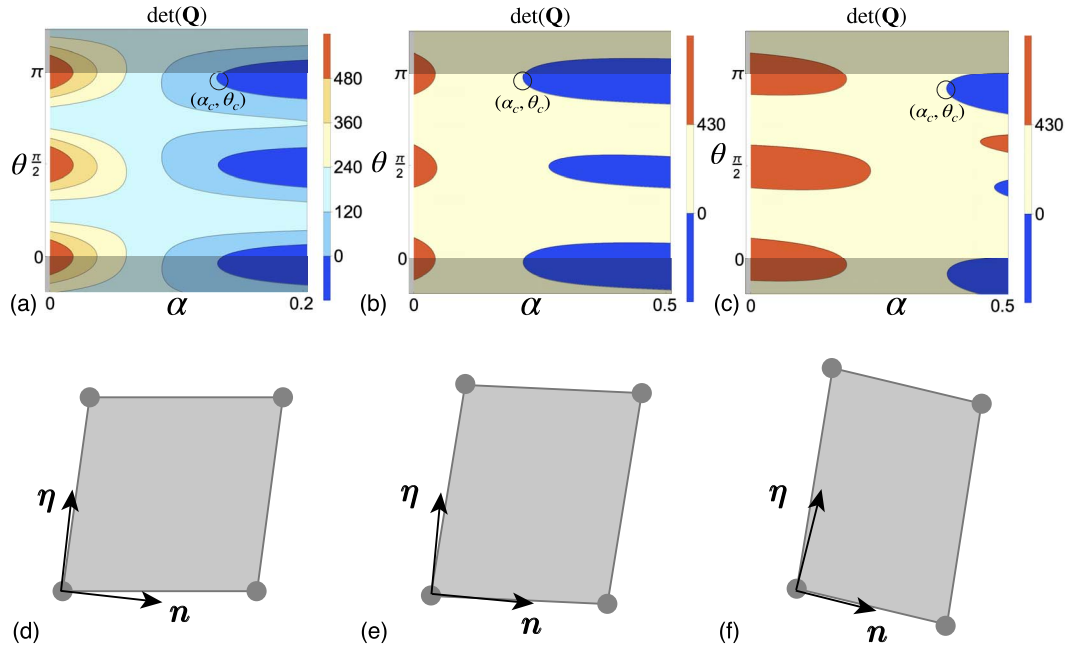 det(Q)
π
θ π/2
0
(α_c, θ_c)
480
360
240
120
0
(a)
0
α
0.2
det(Q)
π
θ π/2
0
(α_c, θ_c)
430
0
(b)
0
α
0.5
det(Q)
π
θ π/2
0
(α_c, θ_c)
430
0
(c)
0
α
0.5
η
n
(d)
η
n
(e)
η
n
(f)